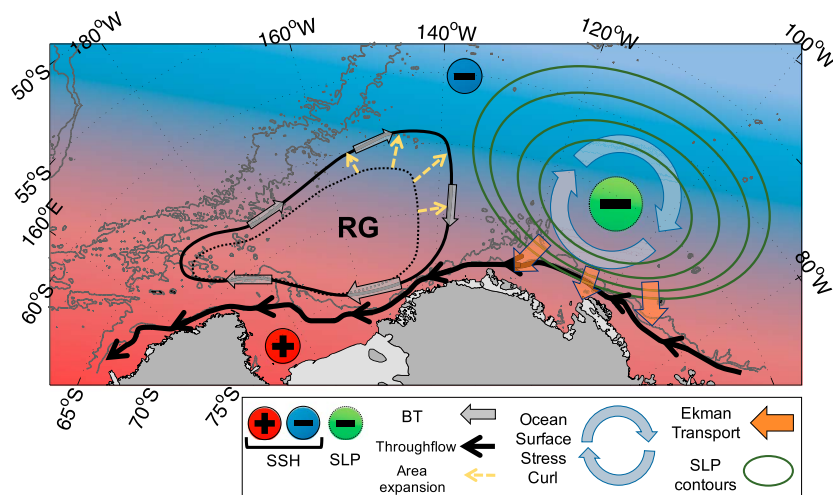 180°W
160°W
140°W
120°W
100°W
50°S
55°S
160°E
60°S
65°S
70°S
75°S
80°W
RG
+
−
−
+
−
−
SSH
SLP
BT
Throughflow
Area
expansion
Ocean
Surface
Stress
Curl
Ekman
Transport
SLP
contours